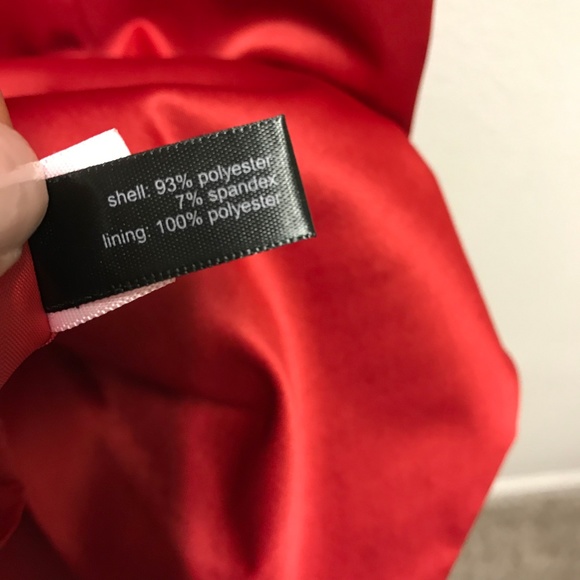 shell: 93% polyester
7% spandex
lining: 100% polyester